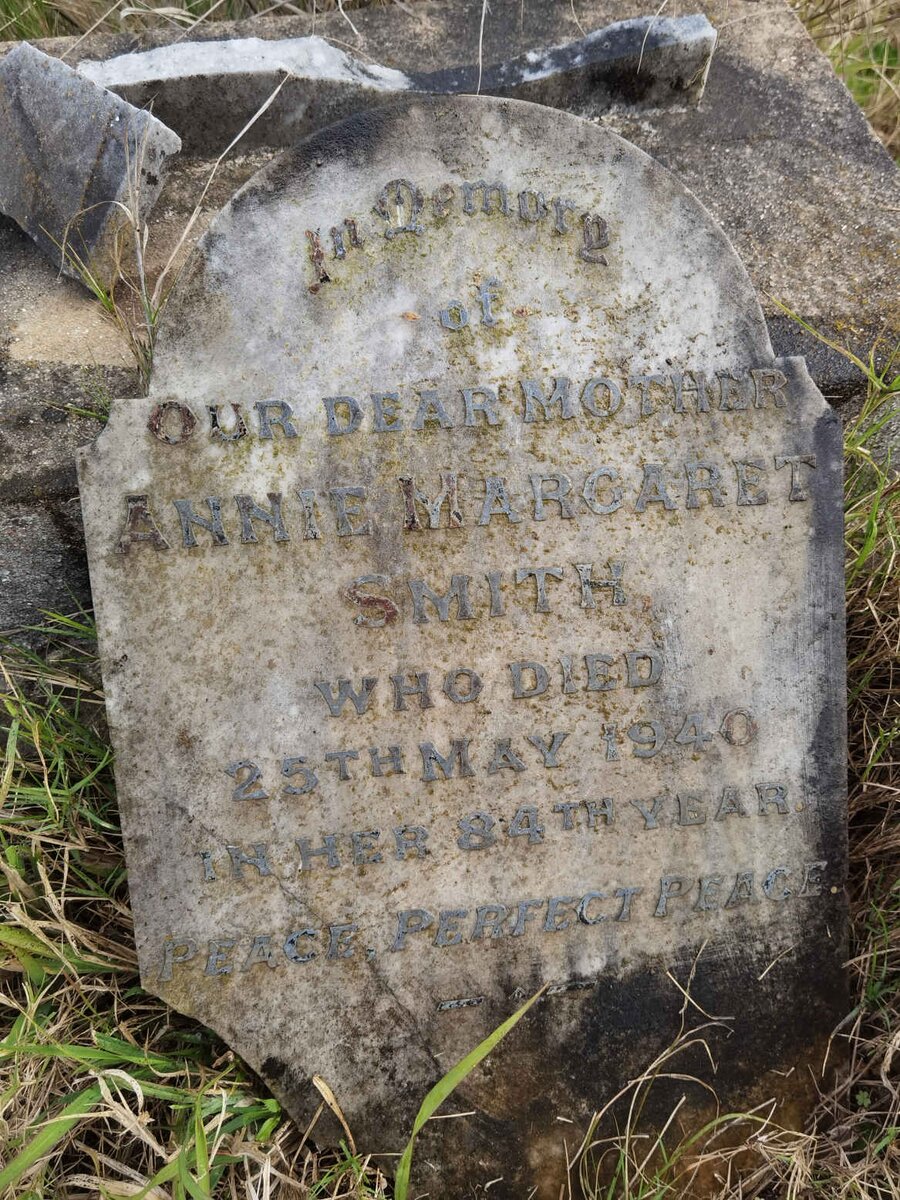 In Memory
of
OUR DEAR MOTHER
ANNIE MARGARET
SMITH,
WHO DIED
25TH MAY 1940
IN HER 84TH YEAR.
PEACE, PERFECT PEACE